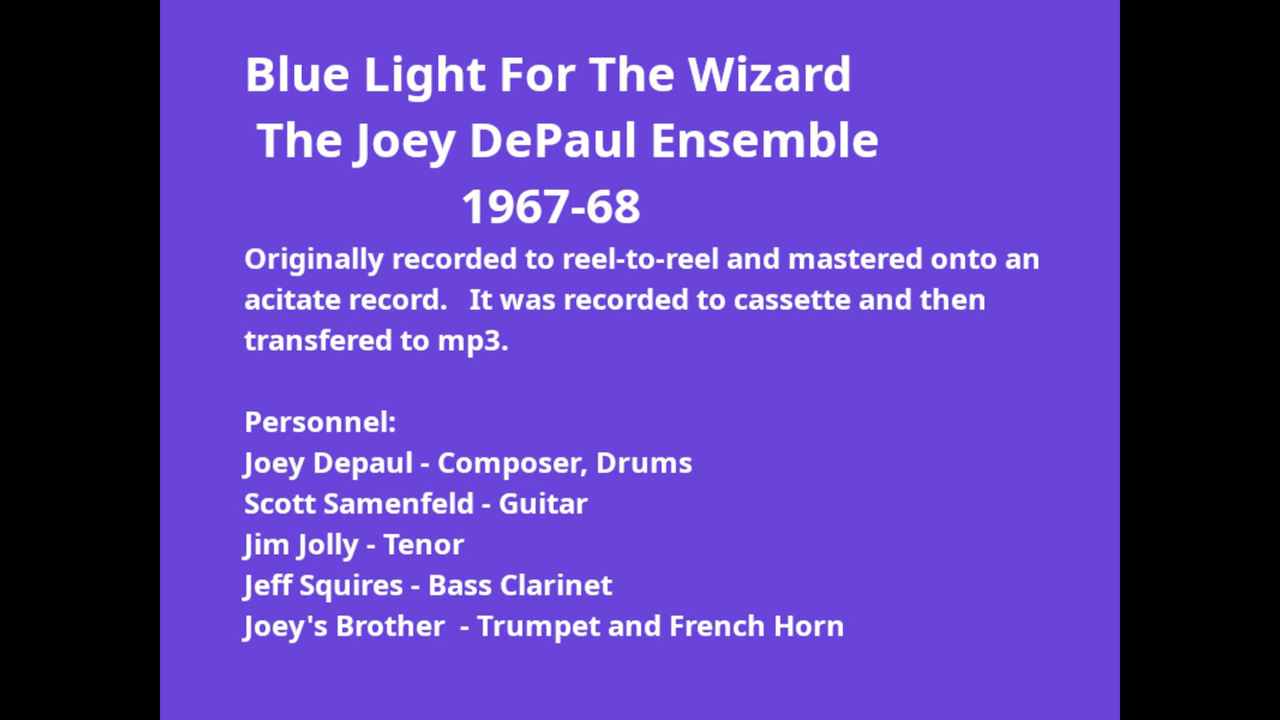 Blue Light For The Wizard
The Joey DePaul Ensemble
1967-68
Originally recorded to reel-to-reel and mastered onto an
acitate record.   It was recorded to cassette and then
transfered to mp3.
Personnel:
Joey Depaul - Composer, Drums
Scott Samenfeld - Guitar
Jim Jolly - Tenor
Jeff Squires - Bass Clarinet
Joey's Brother  - Trumpet and French Horn